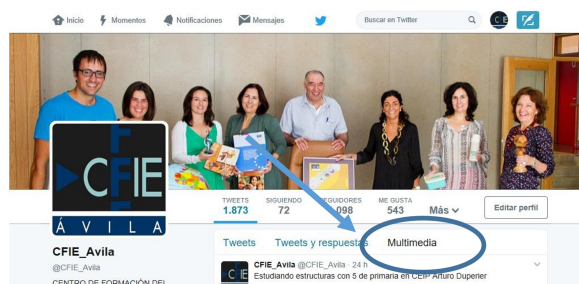 Inicio Momentos Notificaciones Mensajes Buscar en Twitter
CFIE
ÁVILA
TWEETS SIGUIENDO SEGUIDORES ME GUSTA
1.873 72 098 543 Más Editar perfil
Tweets Tweets y respuestas Multimedia
CFIE_Avila
@CFIE_Avila
CENTRO DE FORMACIÓN DEL
CFIE_Avila @CFIE_Avila · 24 h
Estudiando estructuras con 5 de primaria en CEIP Arturo Duperier